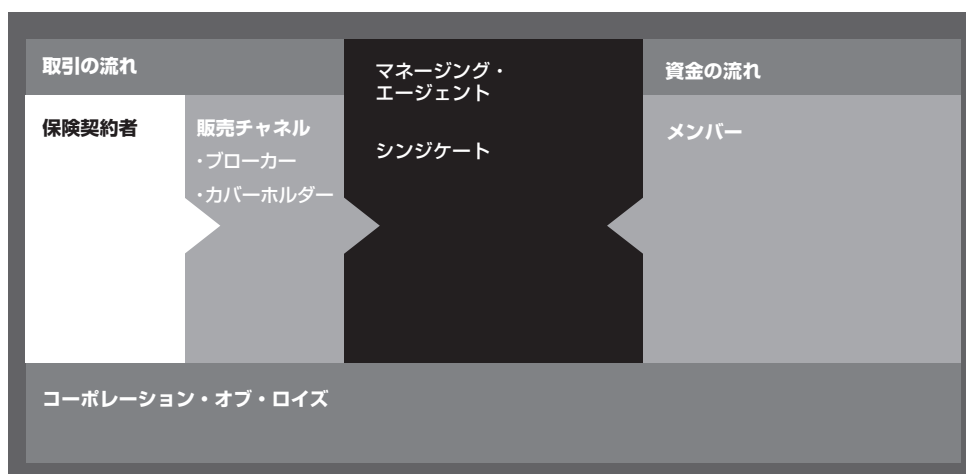 取引の流れ
保険契約者
販売チャネル
・ブローカー
・カバーホルダー
マネージング・
エージェント
シンジケート
資金の流れ
メンバー
コーポレーション・オブ・ロイズ